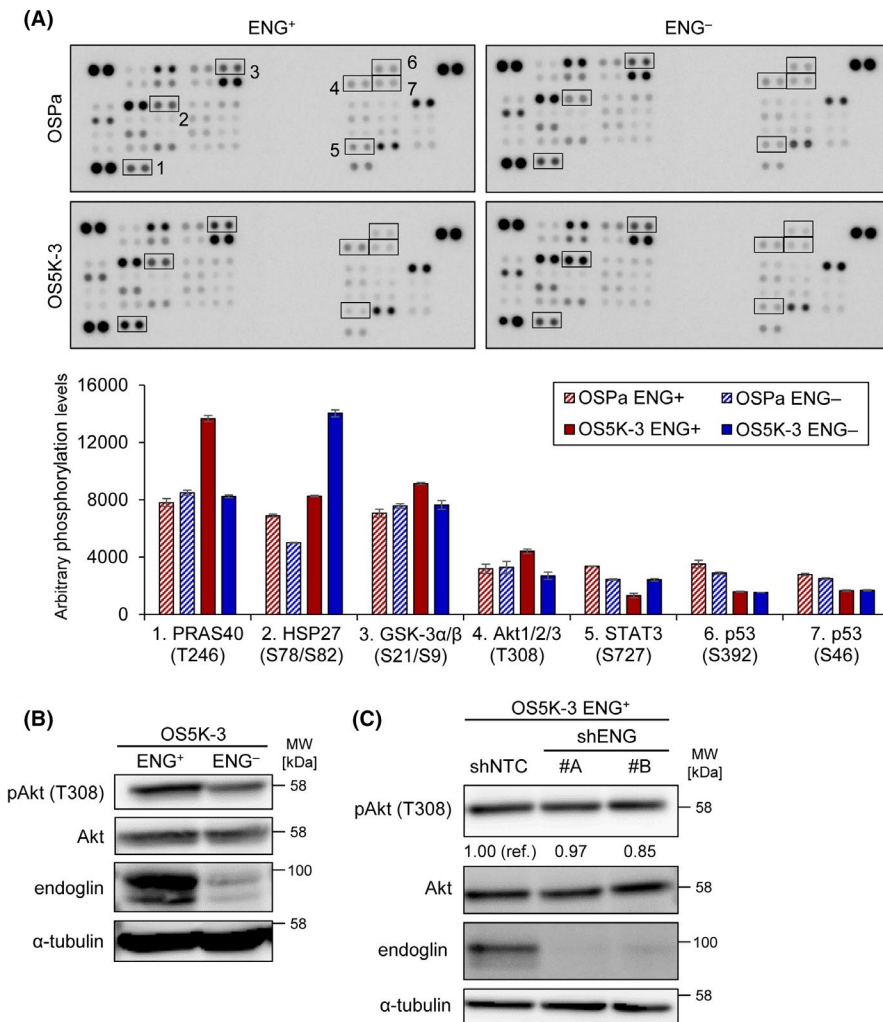 (A)
ENG⁺ ENG⁻
OSPa
1 2 3 4 5 6 7
OS5K-3
Arbitrary phosphorylation levels
16000
12000
8000
4000
0
OSPa ENG+ OSPa ENG−
OS5K-3 ENG+ OS5K-3 ENG−
1. PRAS40 2. HSP27 3. GSK-3α/β 4. Akt1/2/3 5. STAT3 6. p53 7. p53
(T246) (S78/S82) (S21/S9) (T308) (S727) (S392) (S46)
(B)
OS5K-3
ENG⁺ ENG⁻ MW
[kDa]
pAkt (T308) 58
Akt 58
endoglin 100
58
α-tubulin
(C)
OS5K-3 ENG⁺
shENG
shNTC #A #B MW
[kDa]
pAkt (T308) 58
1.00 (ref.) 0.97 0.85
Akt 58
endoglin 100
α-tubulin 58